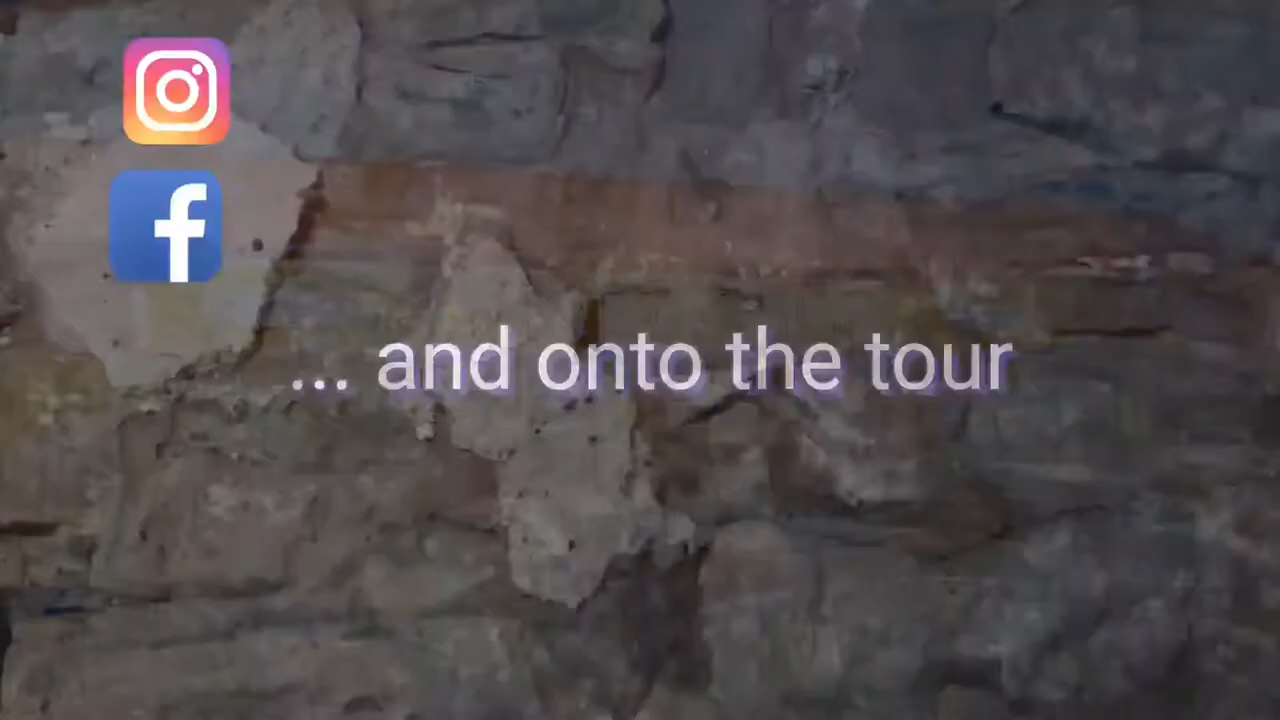 ... and onto the tour